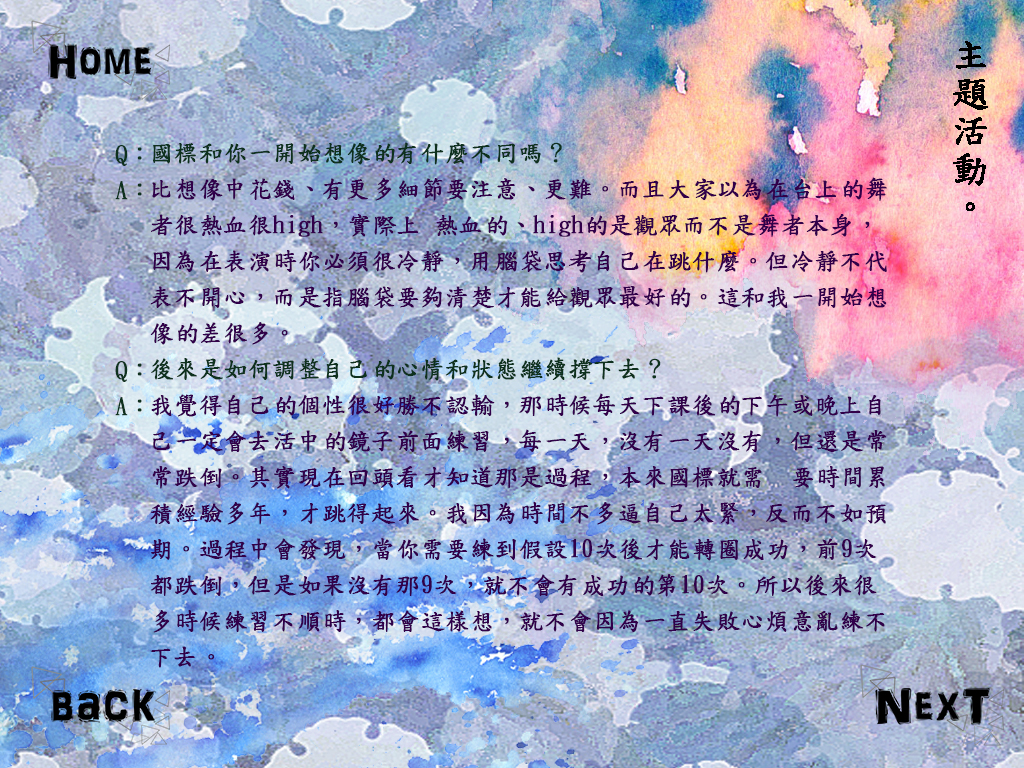 HOME
主題活動。
Q：國標和你一開始想像的有什麼不同嗎？
A：比想像中花錢、有更多細節要注意、更難。而且大家以為在台上的舞
者很熱血很high，實際上 熱血的、high的是觀眾而不是舞者本身，
因為在表演時你必須很冷靜，用腦袋思考自己在跳什麼。但冷靜不代
表不開心，而是指腦袋要夠清楚才能給觀眾最好的。這和我一開始想
像的差很多。
Q：後來是如何調整自己的心情和狀態繼續撐下去？
A：我覺得自己的個性很好勝不認輸，那時候每天下課後的下午或晚上自
己一定會去活中的鏡子前面練習，每一天，沒有一天沒有，但還是常
常跌倒。其實現在回頭看才知道那是過程，本來國標就需 要時間累
積經驗多年，才跳得起來。我因為時間不多逼自己太緊，反而不如預
期。過程中會發現，當你需要練到假設10次後才能轉圈成功，前9次
都跌倒，但是如果沒有那9次，就不會有成功的第10次。所以後來很
多時候練習不順時，都會這樣想，就不會因為一直失敗心煩意亂練不
下去。
BaCK
NEXT